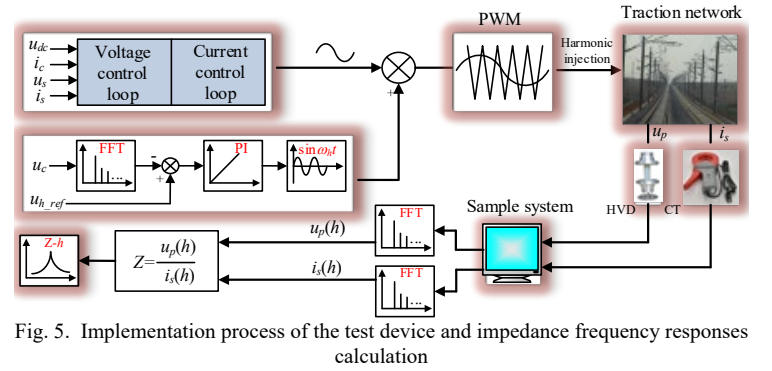 PWM
Traction network
u_dc
i_c
u_s
i_s
Voltage
control
loop
Current
control
loop
Harmonic
injection
+
u_p
i_s
u_c
FFT
-
+
PI
sinω_ht
u_h_ref
HVD
CT
Sample system
FFT
u_p(h)
Z-h
Z=u_p(h)/i_s(h)
i_s(h)
FFT
Fig. 5. Implementation process of the test device and impedance frequency responses
calculation